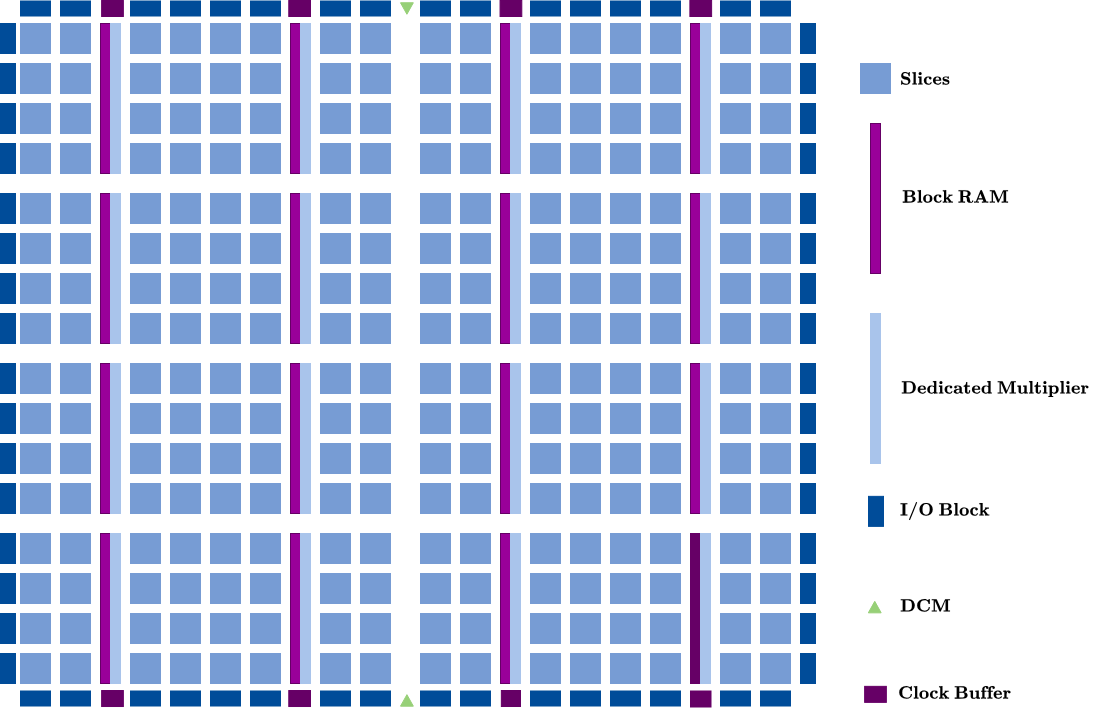 Slices
Block RAM
Dedicated Multiplier
I/O Block
DCM
Clock Buffer